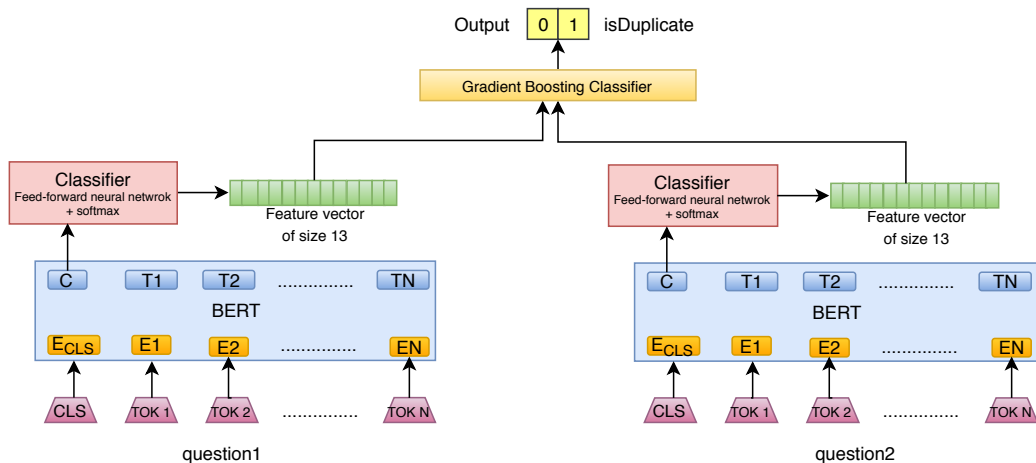 Output 0 1 isDuplicate
Gradient Boosting Classifier
Classifier
Feed-forward neural netwrok
+ softmax
Feature vector
of size 13
C T1 T2 ............... TN
BERT
ECLS E1 E2 ............... EN
CLS TOK 1 TOK 2 ............... TOK N
question1
Classifier
Feed-forward neural netwrok
+ softmax
Feature vector
of size 13
C T1 T2 ............... TN
BERT
ECLS E1 E2 ............... EN
CLS TOK 1 TOK 2 ............... TOK N
question2